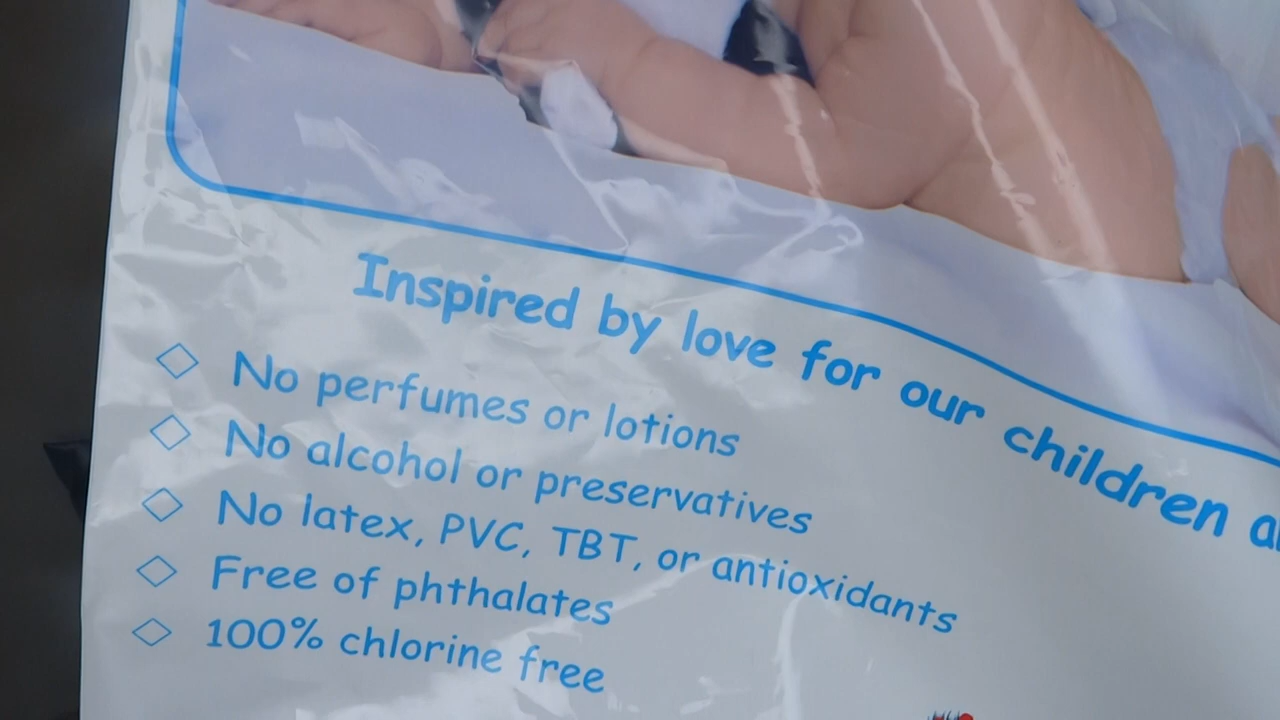 Inspired by love for our children
No perfumes or lotions
No alcohol or preservatives
No latex, PVC, TBT, or antioxidants
Free of phthalates
100% chlorine free